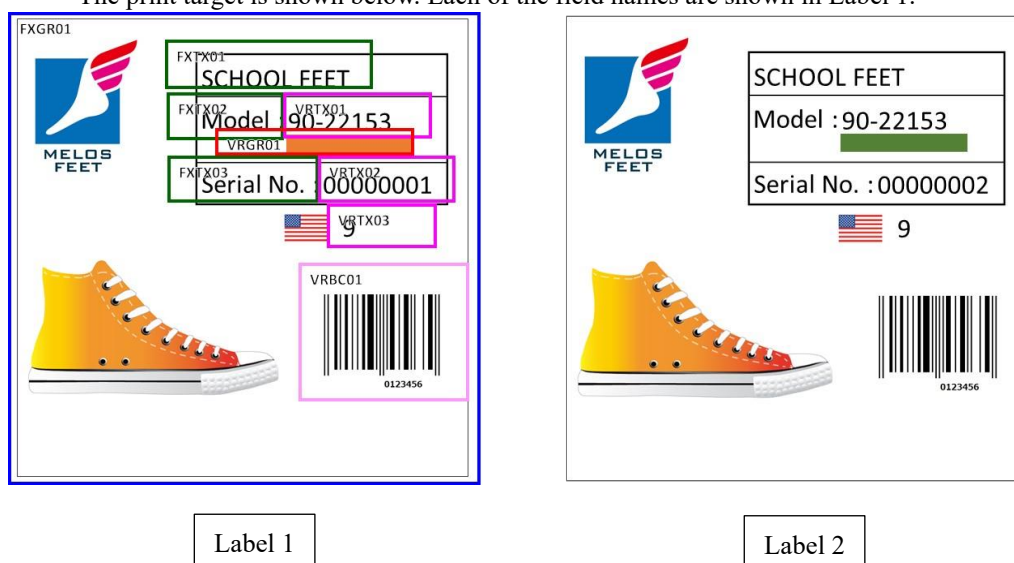 The print target is shown below. Each of the field names are shown in Label 1.
FXGR01
FXTX01
SCHOOL FEET
FXTX02
VRTX01
Model :90-22153
VRGR01
FXTX03
VRTX02
Serial No. :00000001
VRTX03
9
MELOS
FEET
VRBC01
0123456
Label 1
SCHOOL FEET
Model :90-22153
Serial No. :00000002
9
MELOS
FEET
0123456
Label 2